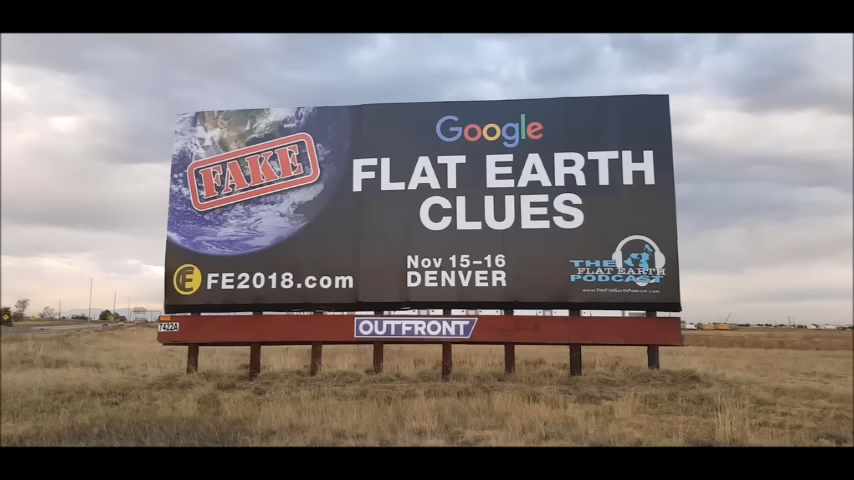 FAKE
Google
FLAT EARTH
CLUES
FE2018.com
Nov 15-16
DENVER
THE
FLAT EARTH
PODCAST
www.TheFlatEarthPodcast.com
7422A
OUTFRONT